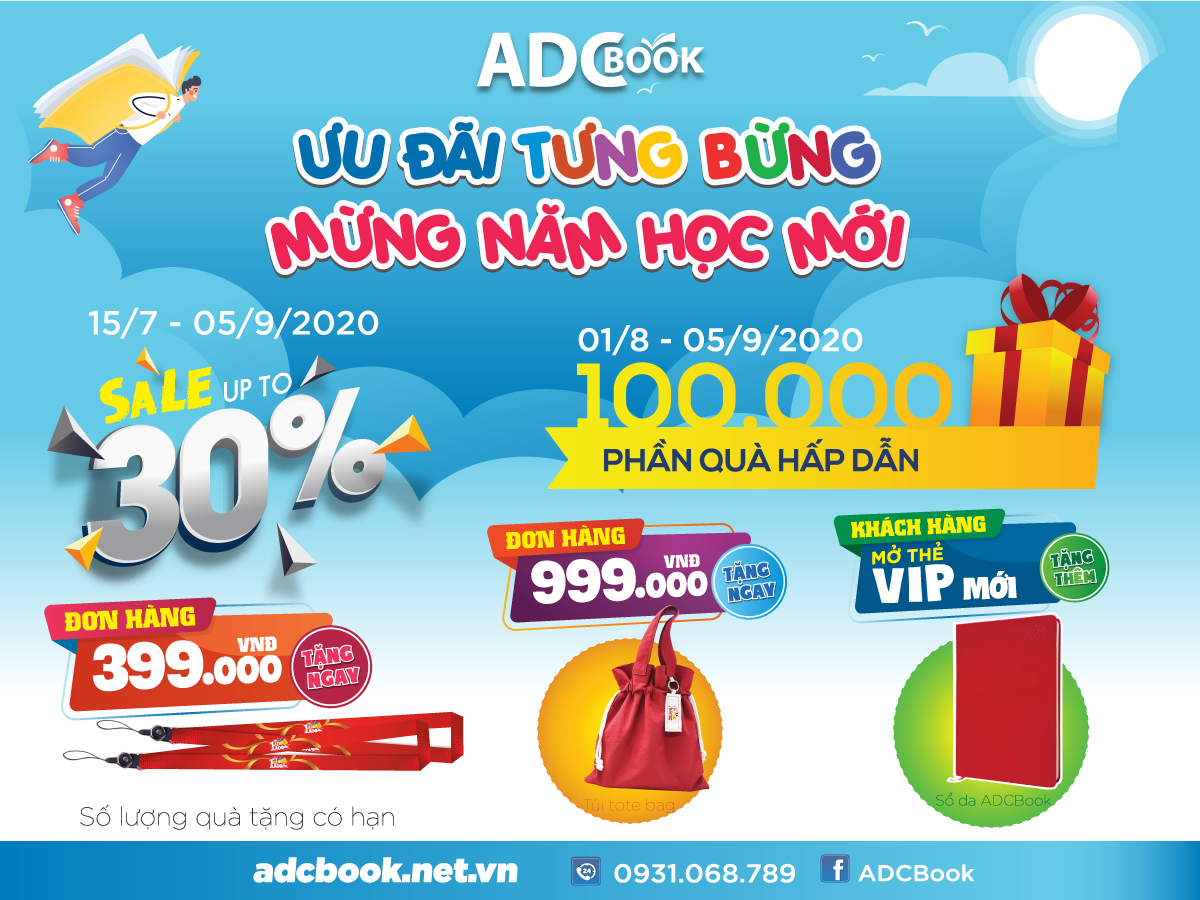 ADCBOOK
ƯU ĐÃI TƯNG BỪNG
MỪNG NĂM HỌC MỚI
15/7 - 05/9/2020
SALE UP TO
30%
01/8 - 05/9/2020
100.000
PHẦN QUÀ HẤP DẪN
ĐƠN HÀNG
399.000 VNĐ
TẶNG
NGAY
Số lượng quà tặng có hạn
ĐƠN HÀNG
999.000 VNĐ
TẶNG
NGAY
Túi tote bag
KHÁCH HÀNG
MỞ THẺ
VIP MỚI
TẶNG
THÊM
Sổ da ADCBook
adcbook.net.vn
24
0931.068.789
f ADCBook